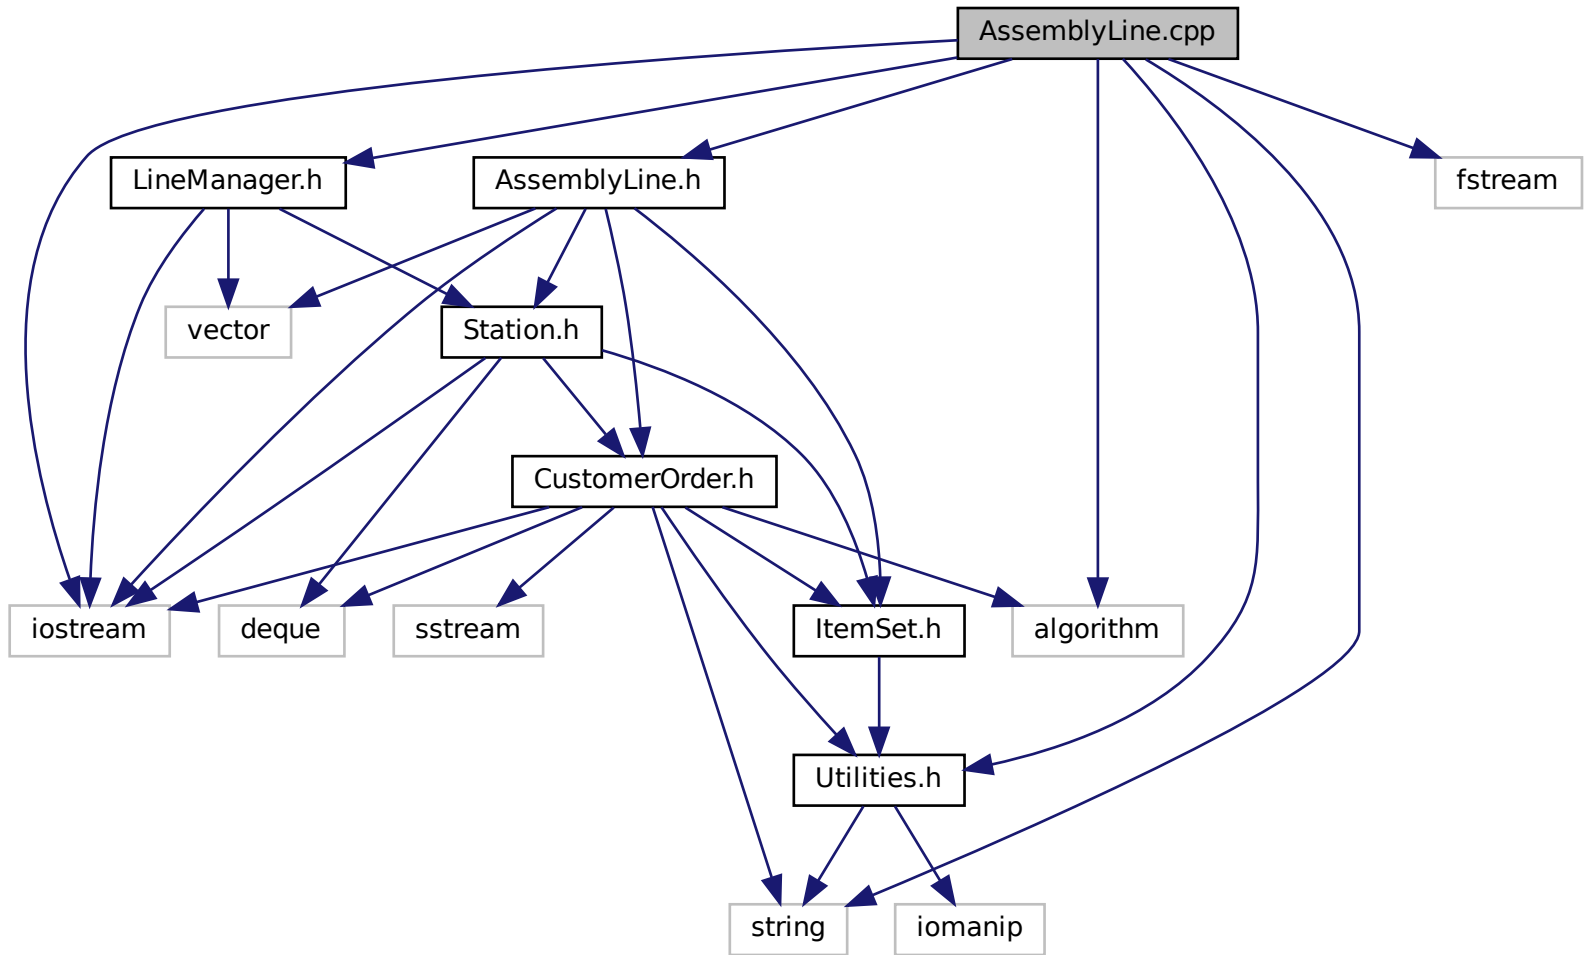 AssemblyLine.cpp
LineManager.h
AssemblyLine.h
fstream
vector
Station.h
CustomerOrder.h
iostream
deque
sstream
ItemSet.h
algorithm
Utilities.h
string
iomanip